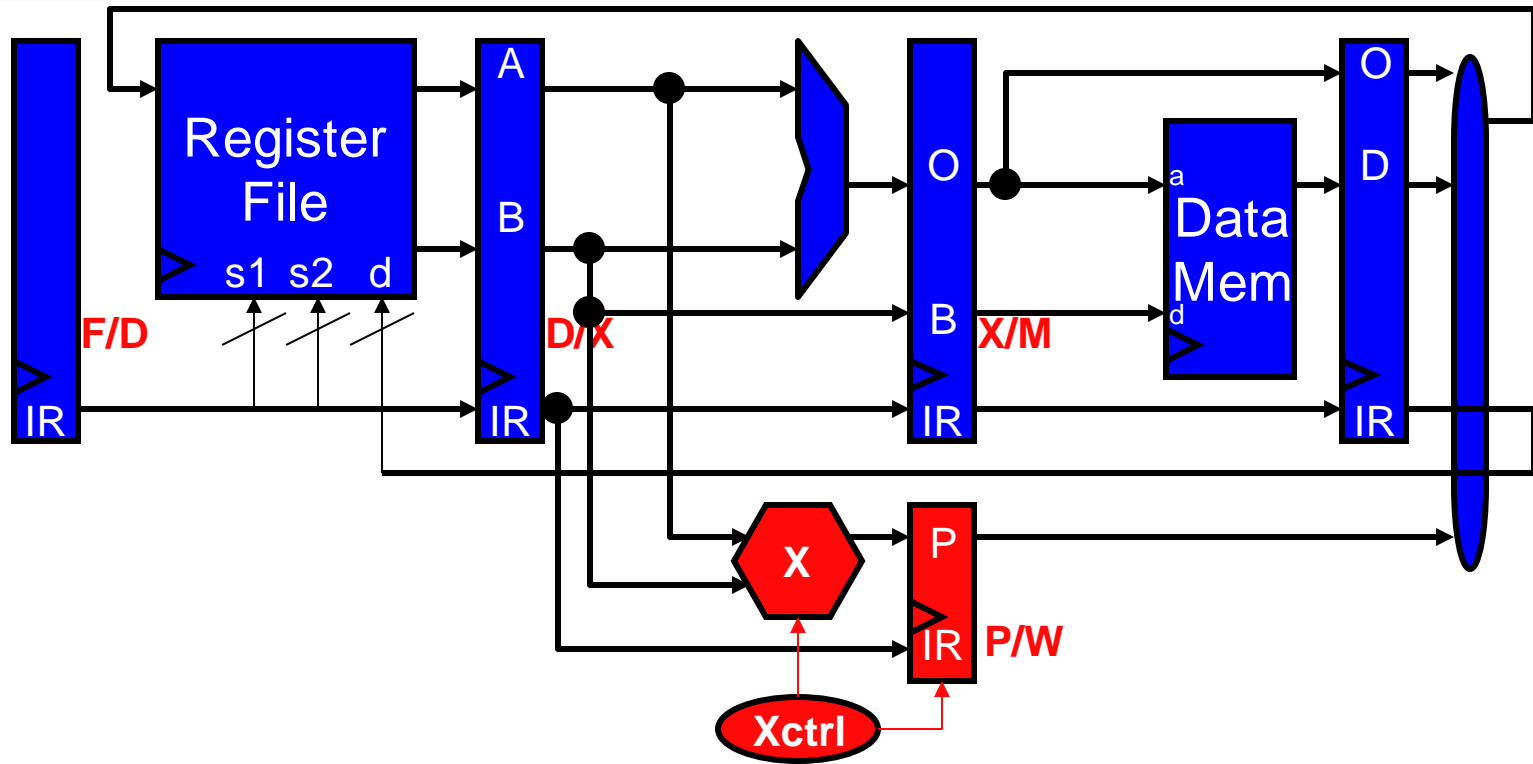 Register
File
s1 s2 d
IR
F/D
A
B
IR
D/X
O
B
IR
X/M
a
Data
Mem
d
O
D
IR
X
P
IR
P/W
Xctrl